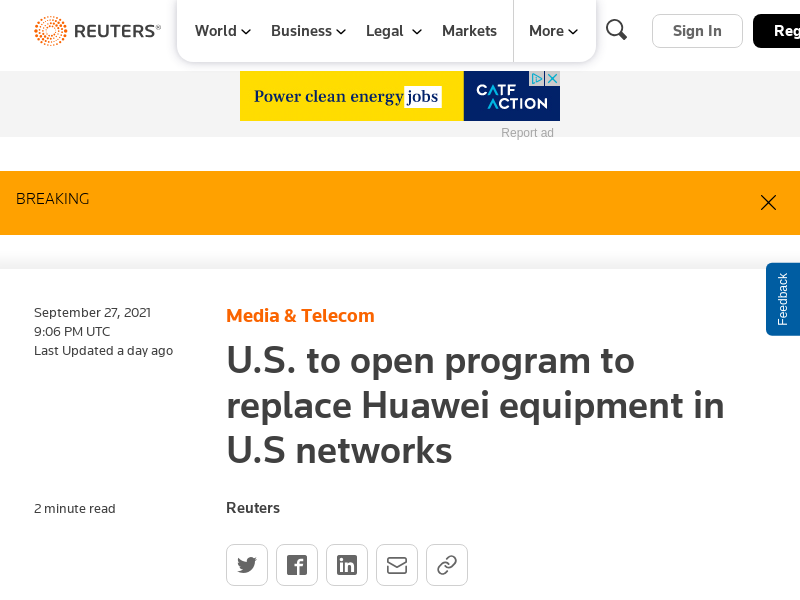 REUTERS®
World
Business
Legal
Markets
More
Sign In
Reg
Power clean energy jobs
CATF
ACTION
Report ad
BREAKING
Feedback
September 27, 2021
9:06 PM UTC
Last Updated a day ago
Media & Telecom
U.S. to open program to
replace Huawei equipment in
U.S networks
2 minute read
Reuters